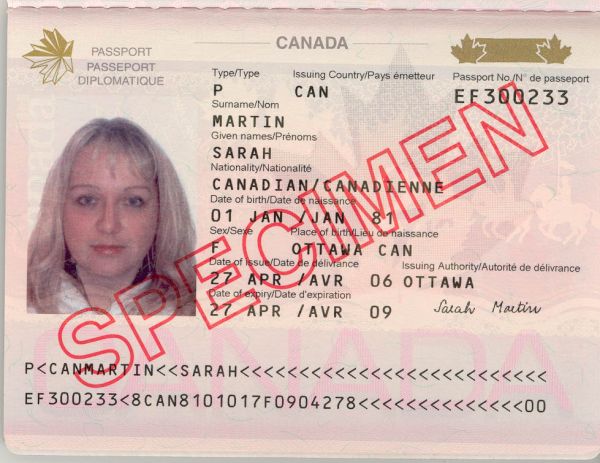 CANADA
PASSPORT
PASSEPORT
DIPLOMATIQUE
Type/Type Issuing Country/Pays émetteur Passport No./N° de passeport
P CAN EF300233
Surname/Nom
MARTIN
Given names/Prénoms
SARAH
Nationality/Nationalité
CANADIAN/CANADIENNE
Date of birth/Date de naissance
01 JAN /JAN 81
Sex/Sexe Place of birth/Lieu de naissance
F OTTAWA CAN
Date of issue/Date de délivrance Issuing Authority/Autorité de délivrance
27 APR /AVR 06 OTTAWA
Date of expiry/Date d'expiration
27 APR /AVR 09 Sarah Martin
SPECIMEN
CANADA
P<CANMARTIN<<SARAH<<<<<<<<<<<<<<<<<<<<<<<<<<
EF300233<8CAN8101017F0904278<<<<<<<<<<<<<<00